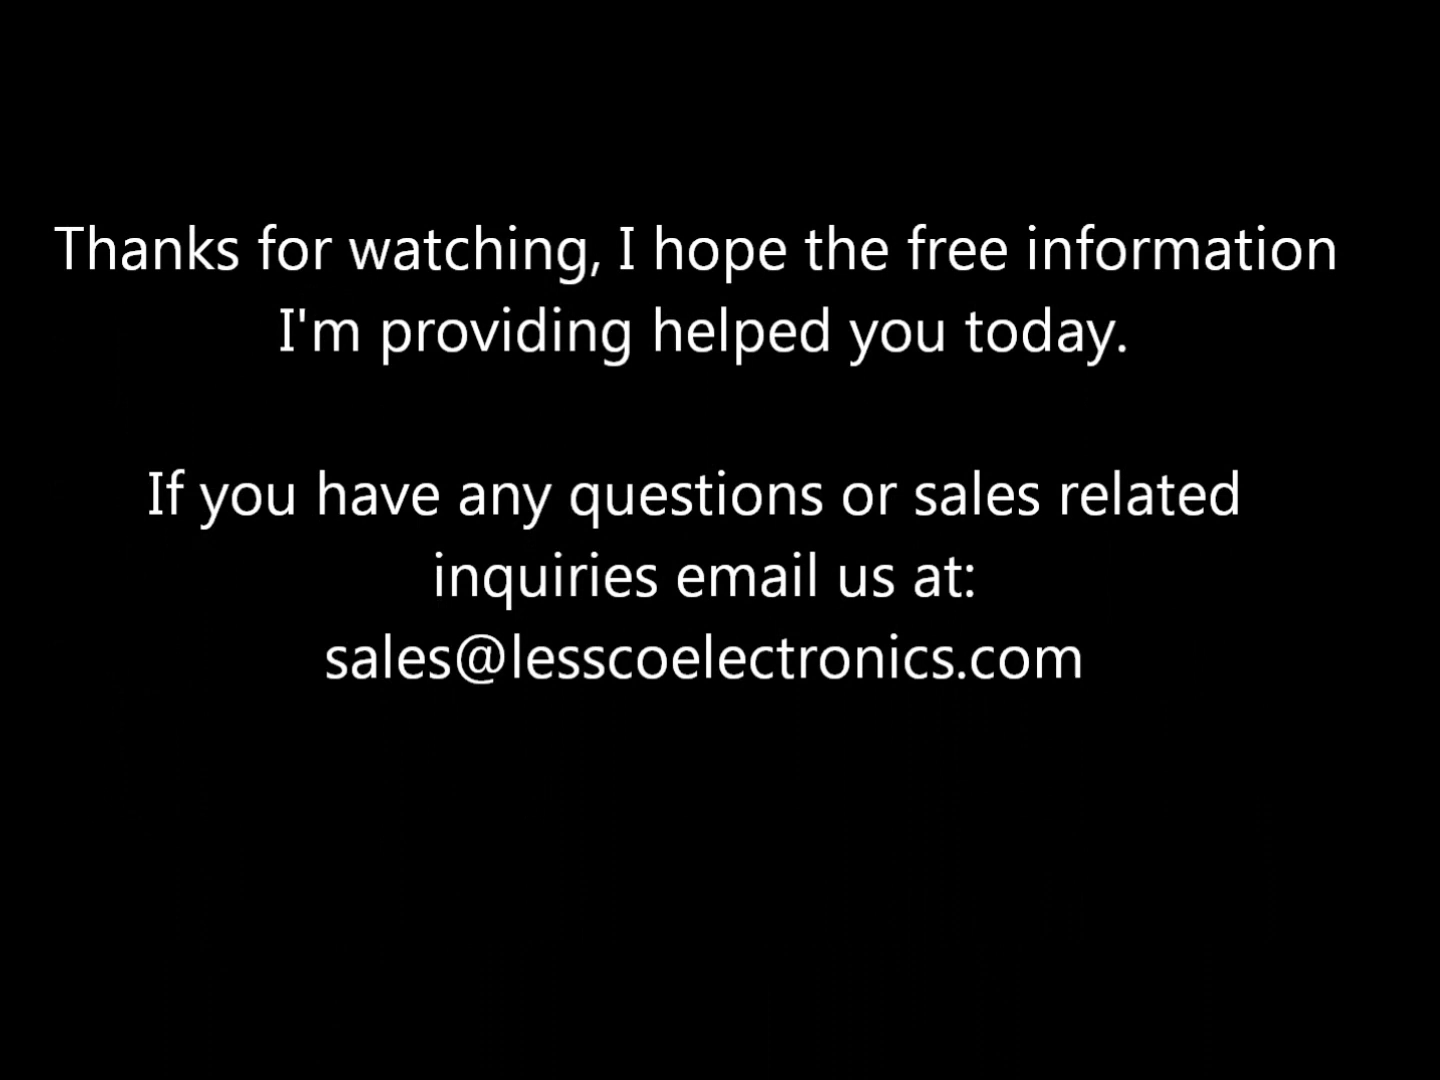 Thanks for watching, I hope the free information
I'm providing helped you today.
If you have any questions or sales related
inquiries email us at:
sales@lesscoelectronics.com